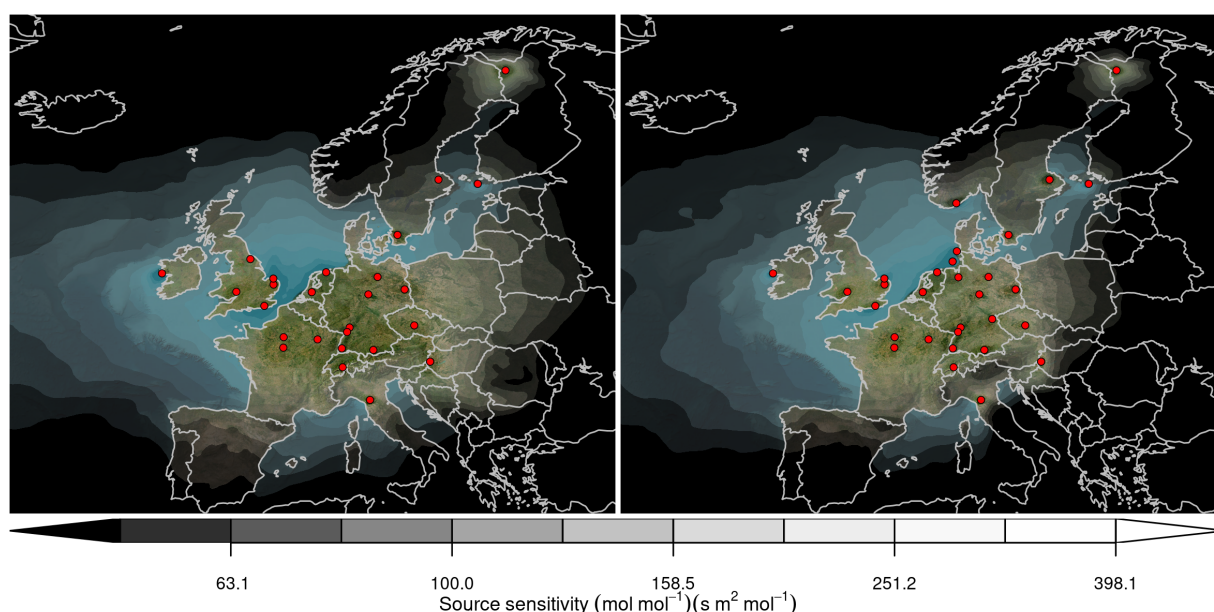 63.1 100.0 158.5 251.2 398.1
Source sensitivity (mol mol⁻¹)(s m² mol⁻¹)